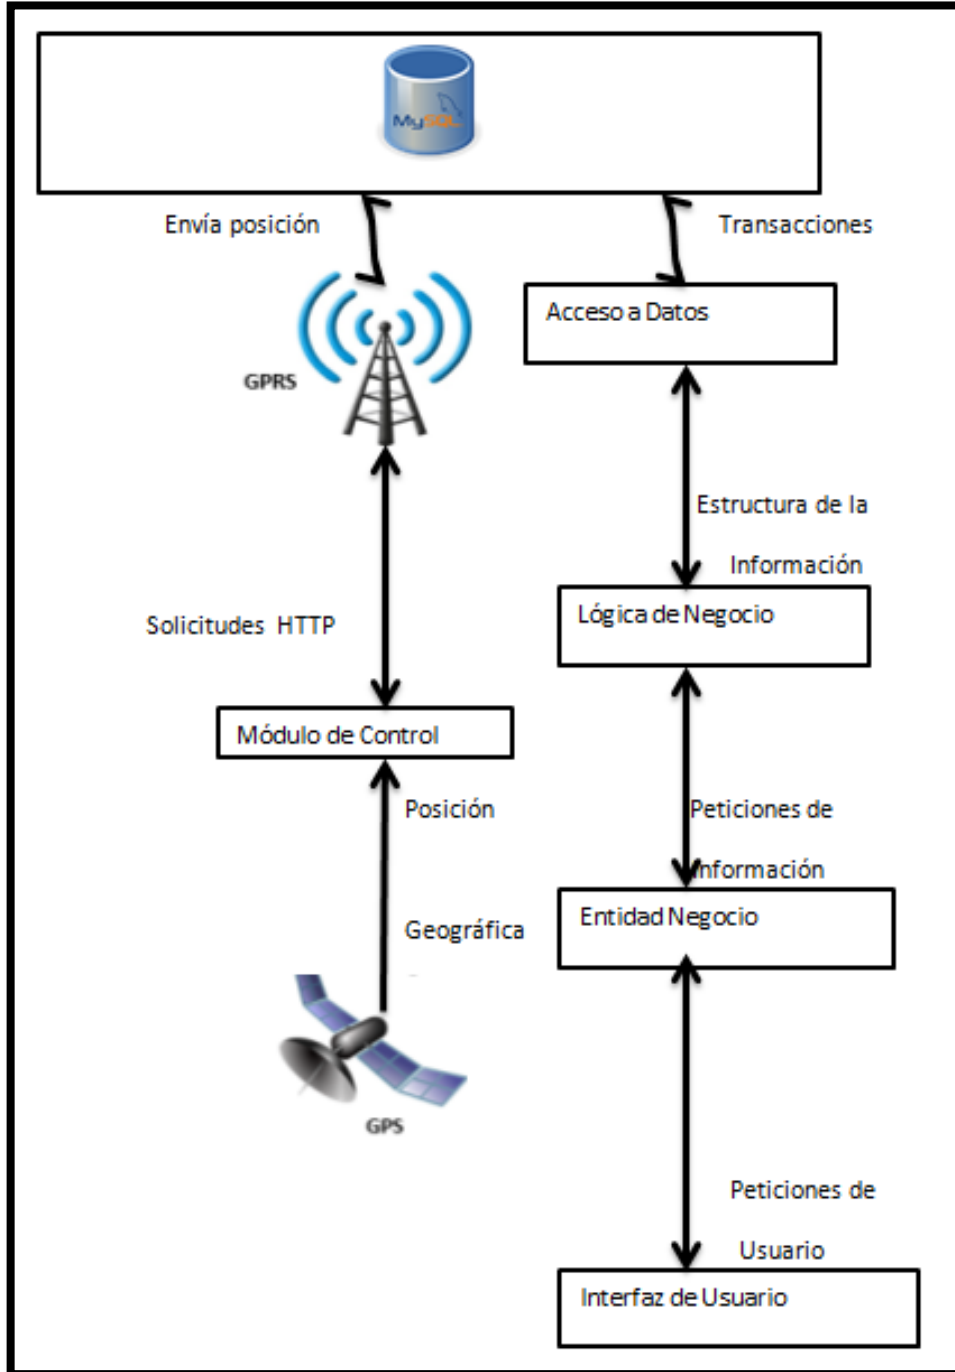 MySQL
Envía posición
Transacciones
Acceso a Datos
GPRS
Estructura de la
Información
Lógica de Negocio
Solicitudes HTTP
Módulo de Control
Posición
Peticiones de
Información
Entidad Negocio
Geográfica
GPS
Peticiones de
Usuario
Interfaz de Usuario